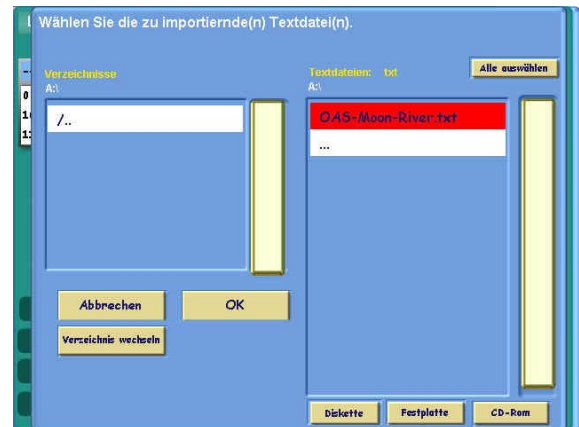 Wählen Sie die zu importiernde(n) Textdatei(n).
Verzeichnisse
A:\
/..
Textdateien: txt
Alle auswählen
A:\
OAS-Moon-River.txt
...
Abbrechen
OK
Verzeichnis wechseln
Diskette
Festplatte
CD-Rom